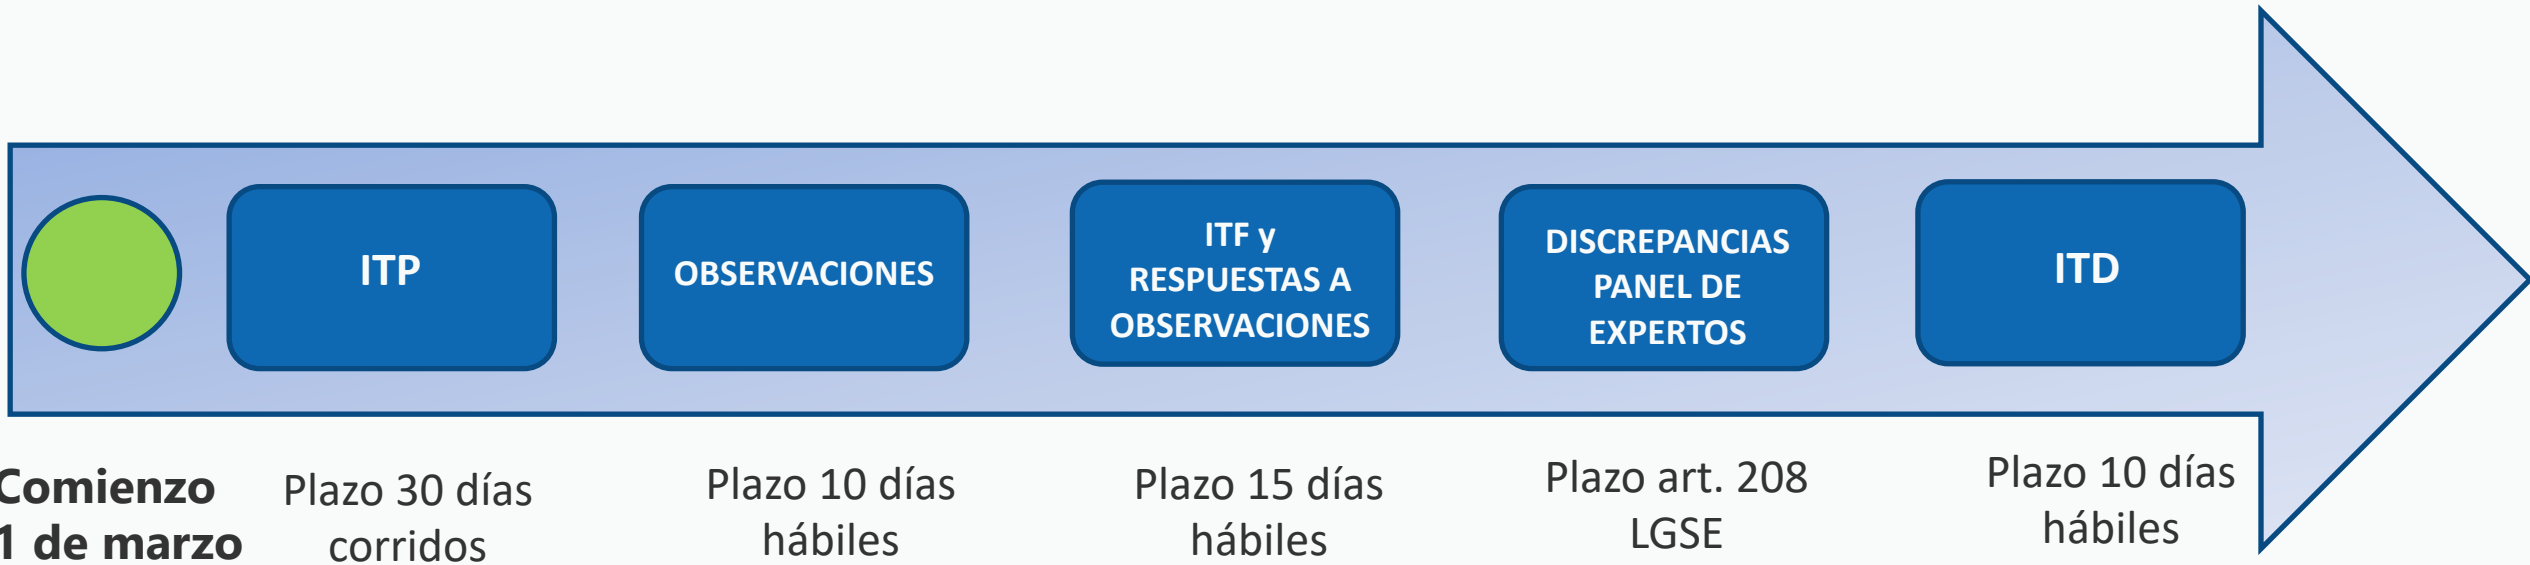 ITP
OBSERVACIONES
ITF y
RESPUESTAS A
OBSERVACIONES
DISCREPANCIAS
PANEL DE
EXPERTOS
ITD
Comienzo
1 de marzo
Plazo 30 días
corridos
Plazo 10 días
hábiles
Plazo 15 días
hábiles
Plazo art. 208
LGSE
Plazo 10 días
hábiles